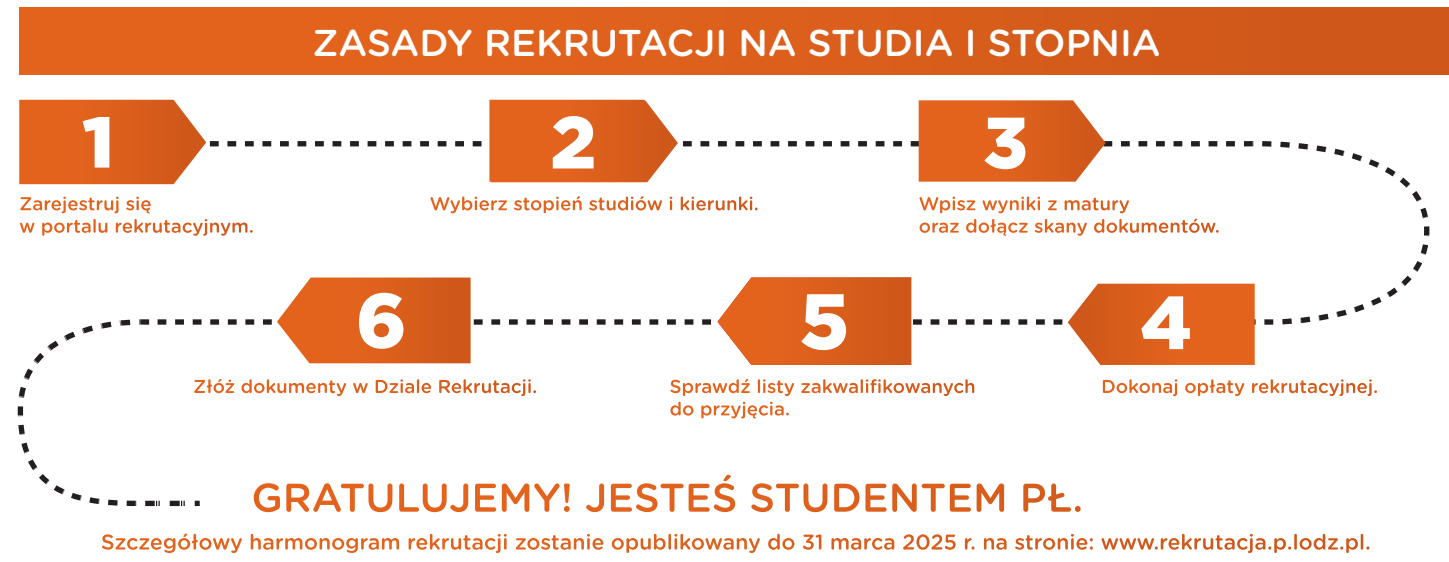 ZASADY REKRUTACJI NA STUDIA I STOPNIA
1
Zarejestruj się
w portalu rekrutacyjnym.
2
Wybierz stopień studiów i kierunki.
3
Wpisz wyniki z matury
oraz dołącz skany dokumentów.
4
Dokonaj opłaty rekrutacyjnej.
5
Sprawdź listy zakwalifikowanych
do przyjęcia.
6
Złóż dokumenty w Dziale Rekrutacji.
GRATULUJEMY! JESTEŚ STUDENTEM PŁ.
Szczegółowy harmonogram rekrutacji zostanie opublikowany do 31 marca 2025 r. na stronie: www.rekrutacja.p.lodz.pl.